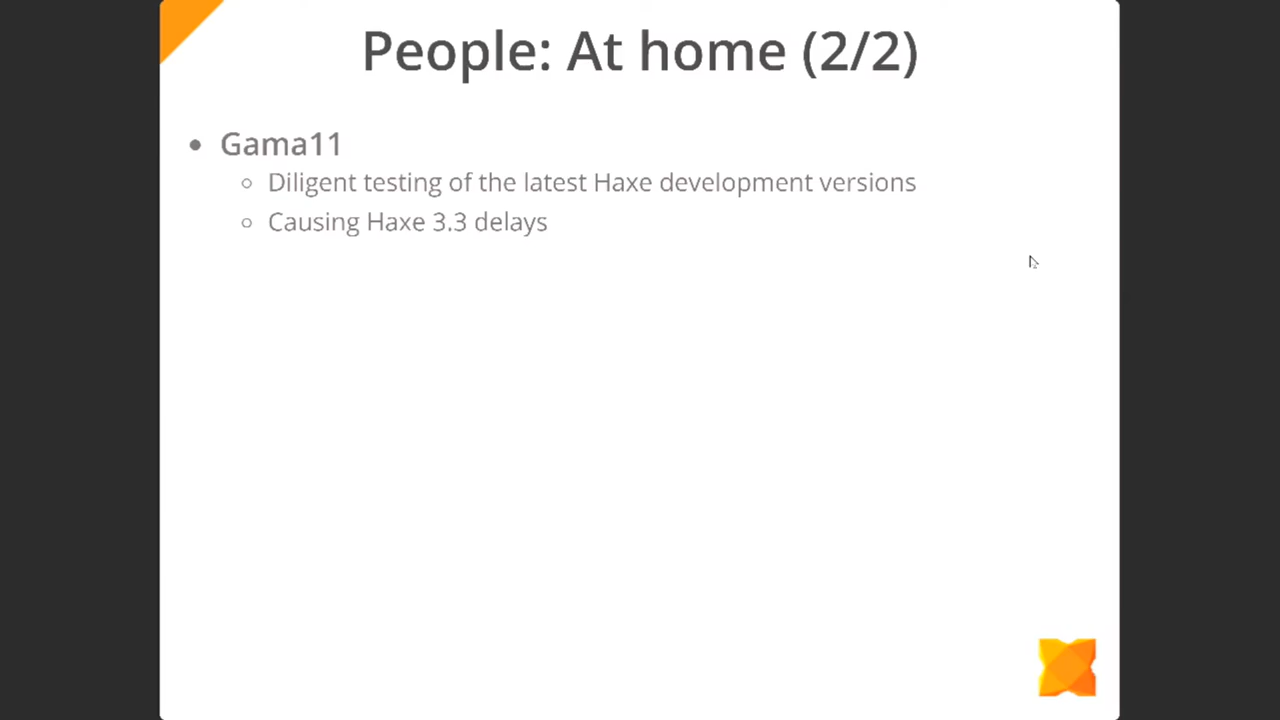 People: At home (2/2)
Gama11
Diligent testing of the latest Haxe development versions
Causing Haxe 3.3 delays